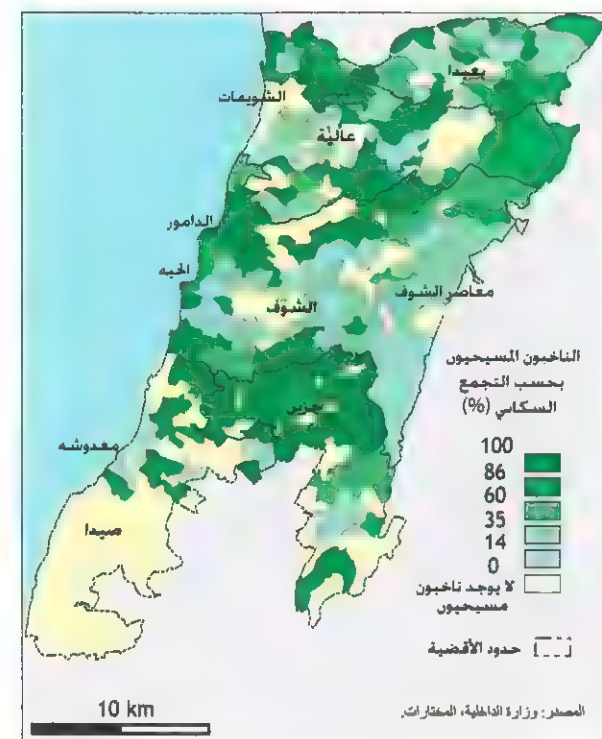 بعبدا
الشويفات
عاليّة
الدامور
الجيه
معاصر الشوف
الشوف
جزين
مغدوشه
صيدا
الناخبون المسيحيون
بحسب التجمع
السكاني (%)
100
86
60
35
14
0
لا يوجد ناخبون
مسيحيون
حدود الأقضية
10 km
المصدر: وزارة الداخلية، المختارات.